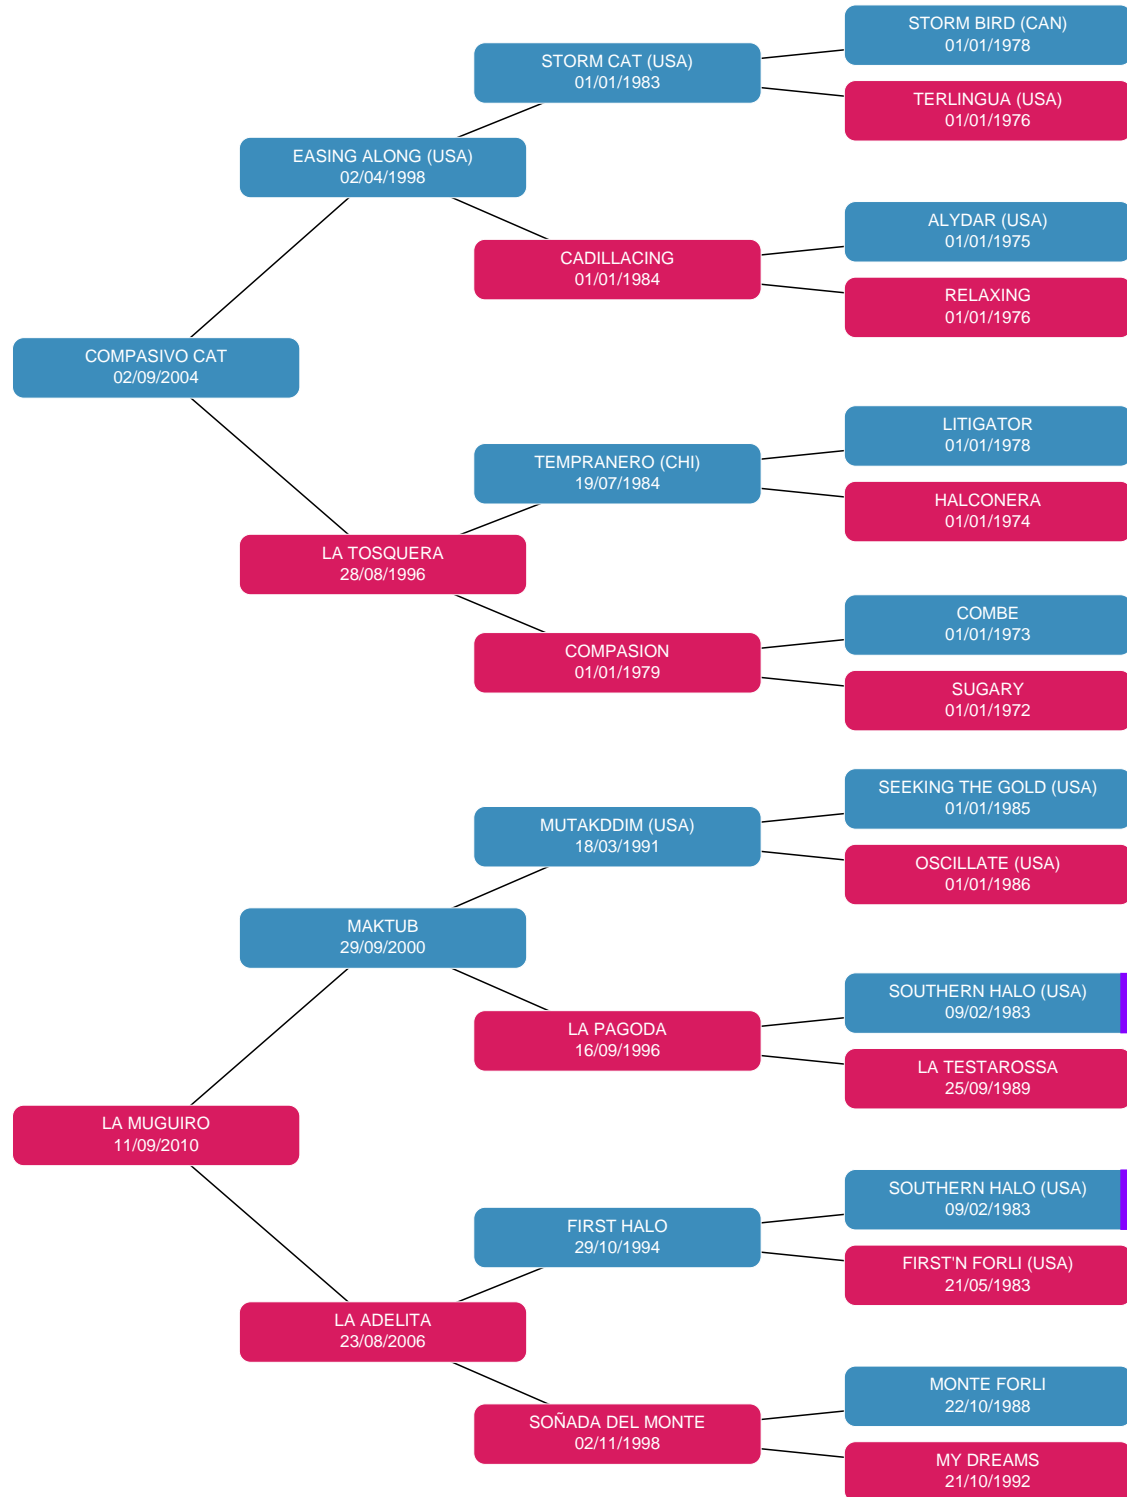 STORM BIRD (CAN)
01/01/1978
STORM CAT (USA)
01/01/1983
TERLINGUA (USA)
01/01/1976
EASING ALONG (USA)
02/04/1998
ALYDAR (USA)
01/01/1975
CADILLACING
01/01/1984
RELAXING
01/01/1976
COMPASIVO CAT
02/09/2004
LITIGATOR
01/01/1978
TEMPRANERO (CHI)
19/07/1984
HALCONERA
01/01/1974
LA TOSQUERA
28/08/1996
COMBE
01/01/1973
COMPASION
01/01/1979
SUGARY
01/01/1972
SEEKING THE GOLD (USA)
01/01/1985
MUTAKDDIM (USA)
18/03/1991
OSCILLATE (USA)
01/01/1986
MAKTUB
29/09/2000
SOUTHERN HALO (USA)
09/02/1983
LA PAGODA
16/09/1996
LA TESTAROSSA
25/09/1989
LA MUGUIRO
11/09/2010
SOUTHERN HALO (USA)
09/02/1983
FIRST HALO
29/10/1994
FIRST'N FORLI (USA)
21/05/1983
LA ADELITA
23/08/2006
MONTE FORLI
22/10/1988
SOÑADA DEL MONTE
02/11/1998
MY DREAMS
21/10/1992